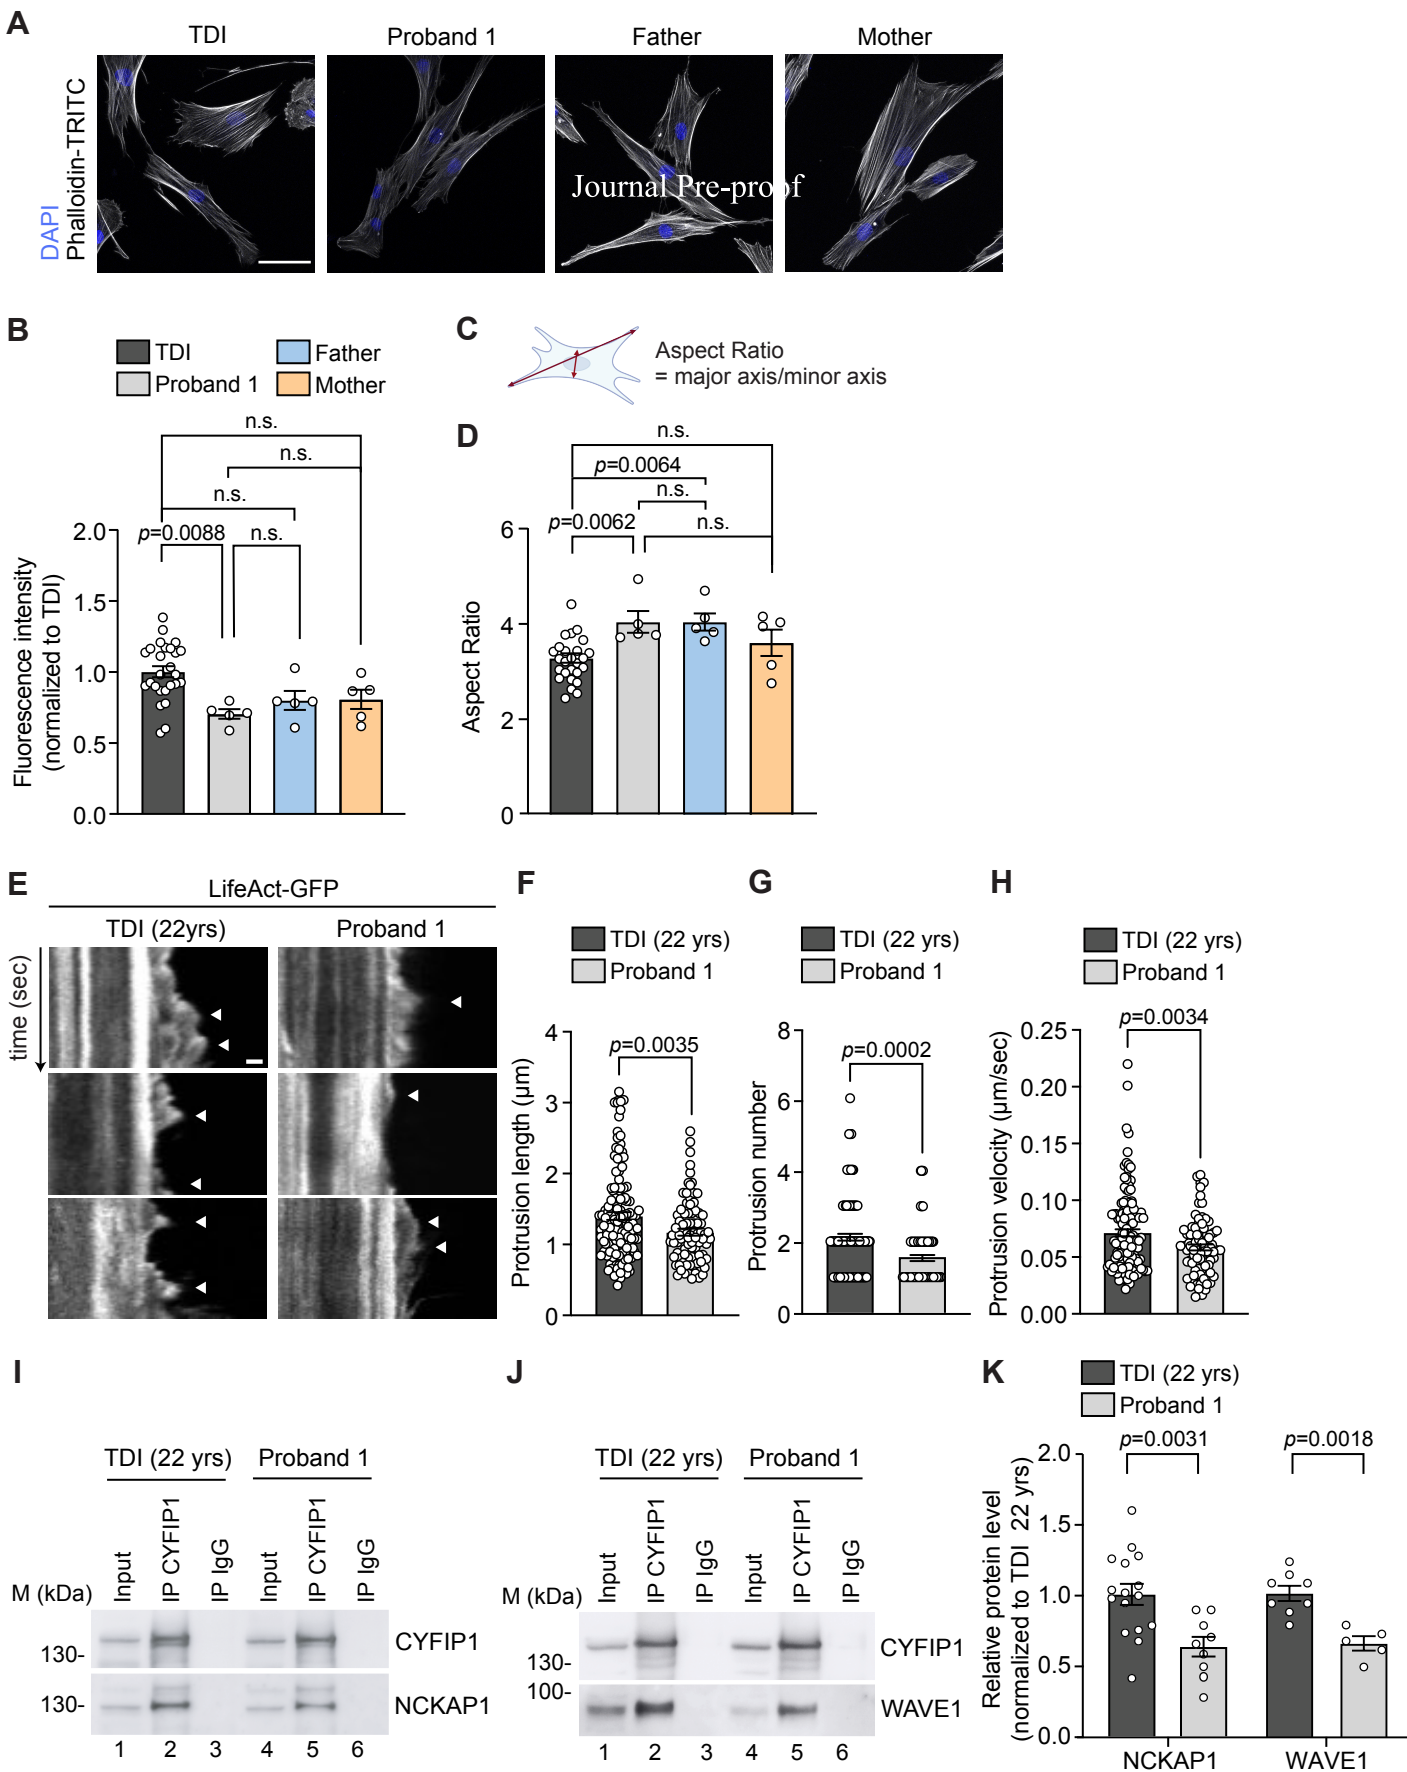 A
TDI
Proband 1
Father
Mother
DAPI
Phalloidin-TRITC
Journal Pre-proof
B
TDI
Father
Proband 1
Mother
n.s.
n.s.
n.s.
p=0.0088
n.s.
Fluorescence intensity
(normalized to TDI)
2.0
1.5
1.0
0.5
0.0
C
Aspect Ratio
= major axis/minor axis
D
n.s.
p=0.0064
n.s.
p=0.0062
n.s.
Aspect Ratio
6
4
2
0
E
LifeAct-GFP
TDI (22yrs)
Proband 1
time (sec)
F
TDI (22 yrs)
Proband 1
p=0.0035
Protrusion length (µm)
4
3
2
1
0
G
TDI (22 yrs)
Proband 1
p=0.0002
Protrusion number
8
6
4
2
0
H
TDI (22 yrs)
Proband 1
p=0.0034
Protrusion velocity (µm/sec)
0.25
0.20
0.15
0.10
0.05
0.00
I
TDI (22 yrs)
Proband 1
Input
IP CYFIP1
IP IgG
Input
IP CYFIP1
IP IgG
M (kDa)
130-
CYFIP1
130-
NCKAP1
1 2 3 4 5 6
J
TDI (22 yrs)
Proband 1
Input
IP CYFIP1
IP IgG
Input
IP CYFIP1
IP IgG
M (kDa)
130-
CYFIP1
100-
WAVE1
1 2 3 4 5 6
K
TDI (22 yrs)
Proband 1
p=0.0031
p=0.0018
Relative protein level
(normalized to TDI 22 yrs)
2.0
1.5
1.0
0.5
0.0
NCKAP1
WAVE1